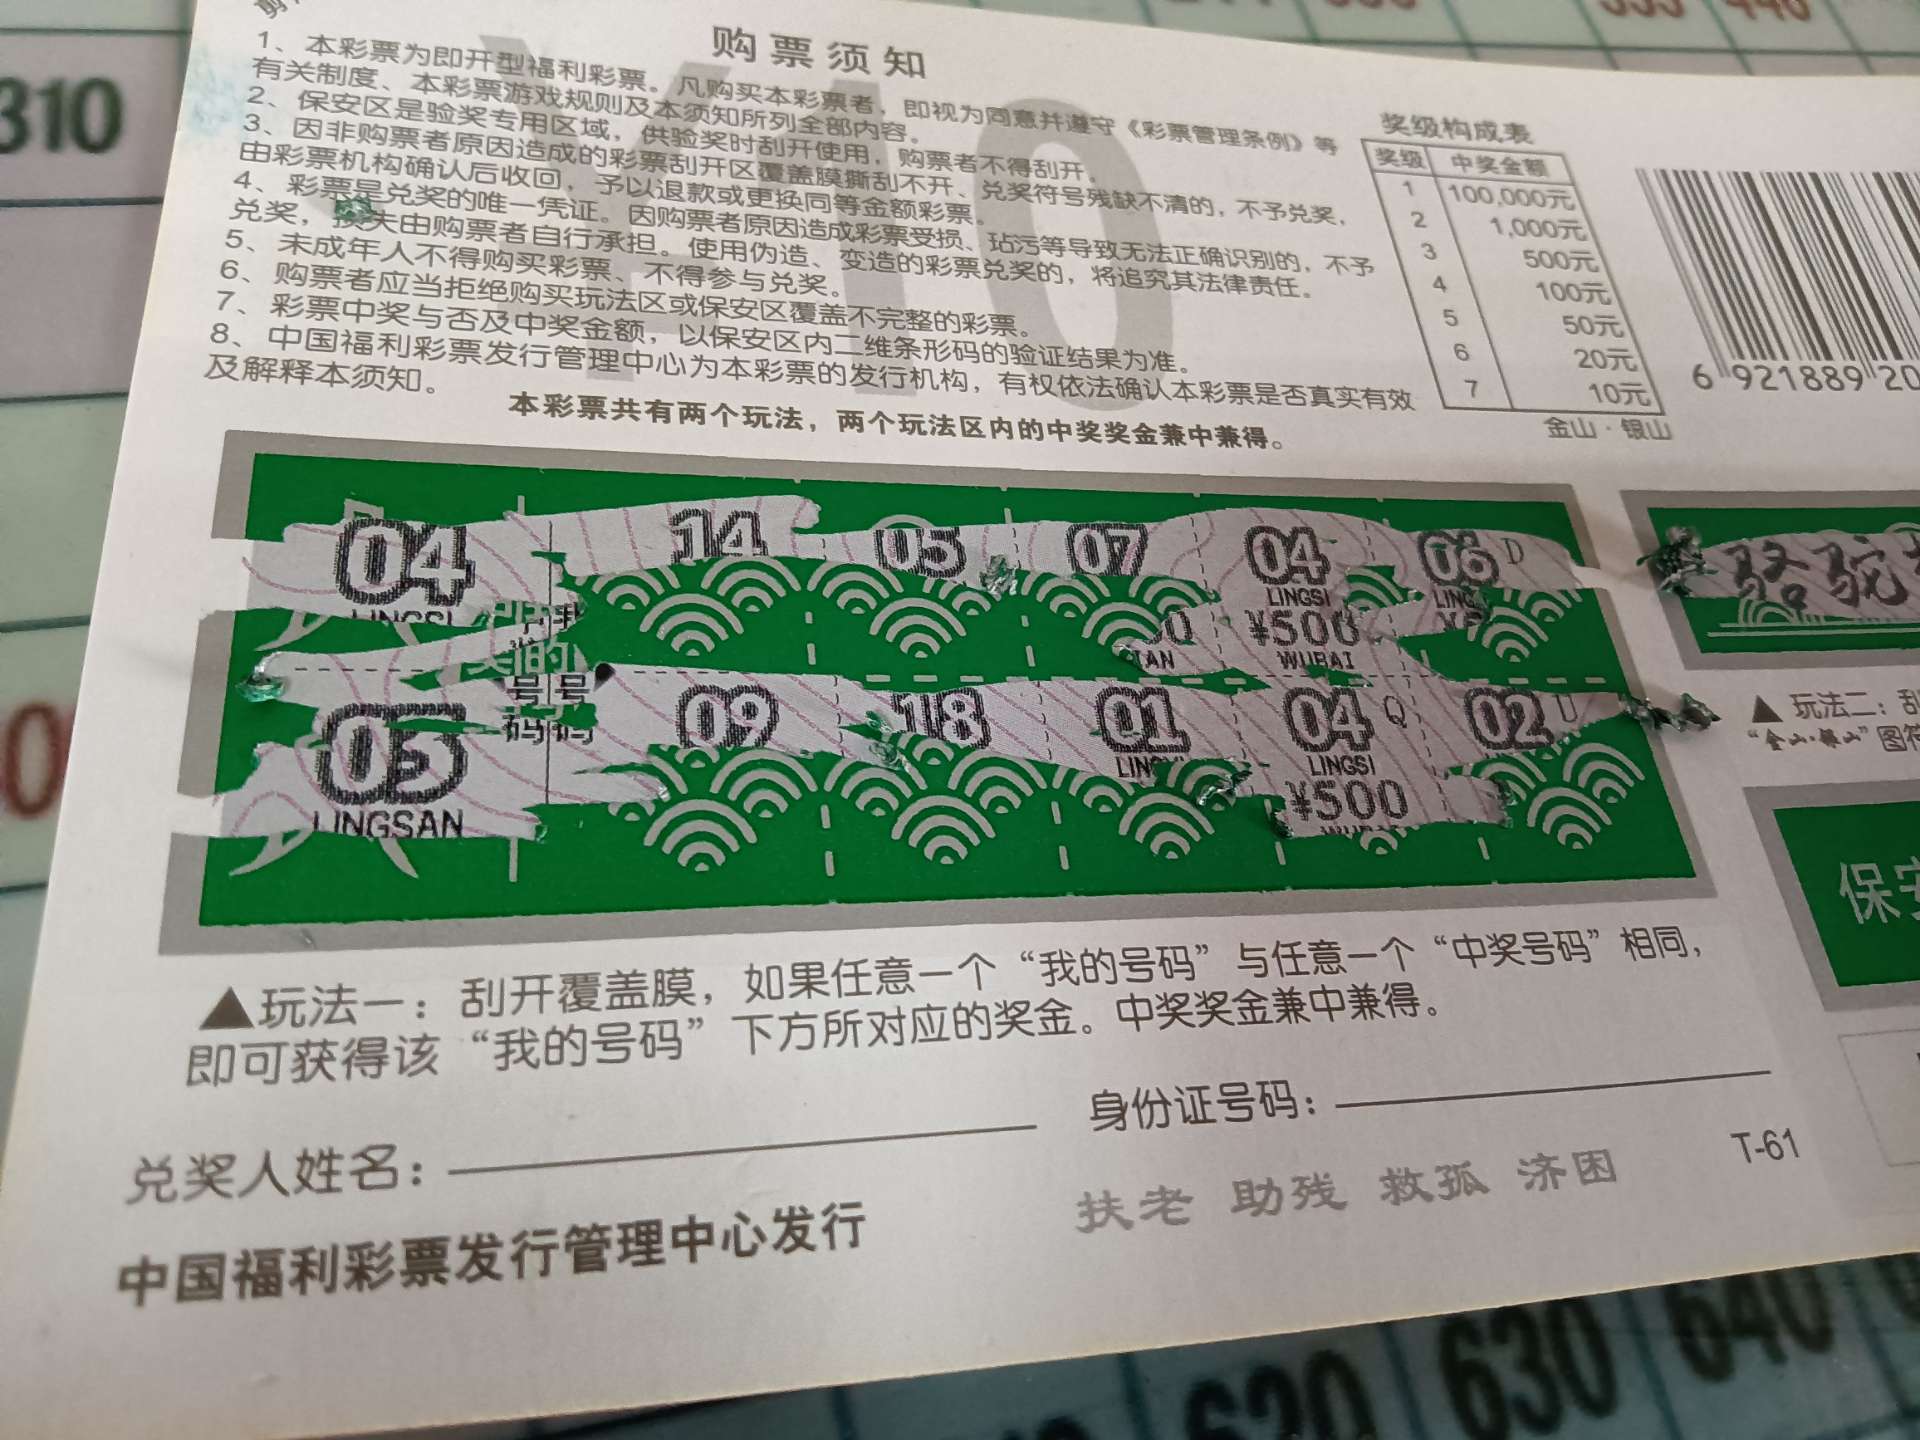 310
购票须知
1、本彩票为即开型福利彩票。凡购买本彩票者，即视为同意并遵守《彩票管理条例》等
有关制度、本彩票游戏规则及本须知所列全部内容。
2、保安区是验奖专用区域，供验奖时刮开使用，购票者不得刮开。
3、因非购票者原因造成的彩票刮开区覆盖膜撕刮不开、兑奖符号残缺不清的，不予兑奖，
由彩票机构确认后收回，予以退款或更换同等金额彩票。
4、彩票是兑奖的唯一凭证。因购票者原因造成彩票受损、玷污等导致无法正确识别的，不予
兑奖，损失由购票者自行承担。使用伪造、变造的彩票兑奖的，将追究其法律责任。
5、未成年人不得购买彩票、不得参与兑奖。
6、购票者应当拒绝购买玩法区或保安区覆盖不完整的彩票。
7、彩票中奖与否及中奖金额，以保安区内二维条形码的验证结果为准。
8、中国福利彩票发行管理中心为本彩票的发行机构，有权依法确认本彩票是否真实有效
及解释本须知。
¥10
本彩票共有两个玩法，两个玩法区内的中奖奖金兼中兼得。
奖级构成表
奖级 中奖金额
1 100,000元
2 1,000元
3 500元
4 100元
5 50元
6 20元
7 10元
金山·银山
6 921889 20
04 14 05 07 04 06 D
LINGSI LINGSI
¥500
WUBAI
号 号
码 码
05 09 18 01 04 Q 02 U
LINGSAN LINGSI
¥500
骆驼
▲玩法二：刮
“金山·银山”图符
保安
▲玩法一：刮开覆盖膜，如果任意一个“我的号码”与任意一个“中奖号码”相同，
即可获得该“我的号码”下方所对应的奖金。中奖奖金兼中兼得。
兑奖人姓名：
身份证号码：
中国福利彩票发行管理中心发行
扶老 助残 救孤 济困
T-61
630
640